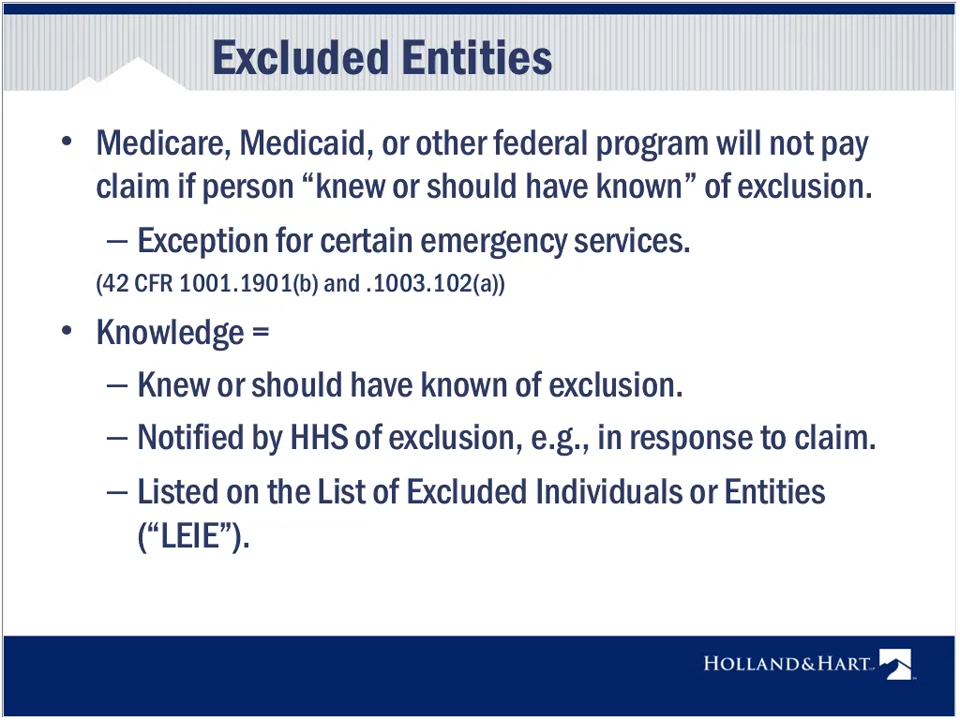 Excluded Entities
• Medicare, Medicaid, or other federal program will not pay
claim if person “knew or should have known” of exclusion.
– Exception for certain emergency services.
(42 CFR 1001.1901(b) and .1003.102(a))
• Knowledge =
– Knew or should have known of exclusion.
– Notified by HHS of exclusion, e.g., in response to claim.
– Listed on the List of Excluded Individuals or Entities
(“LEIE”).
HOLLAND&HART